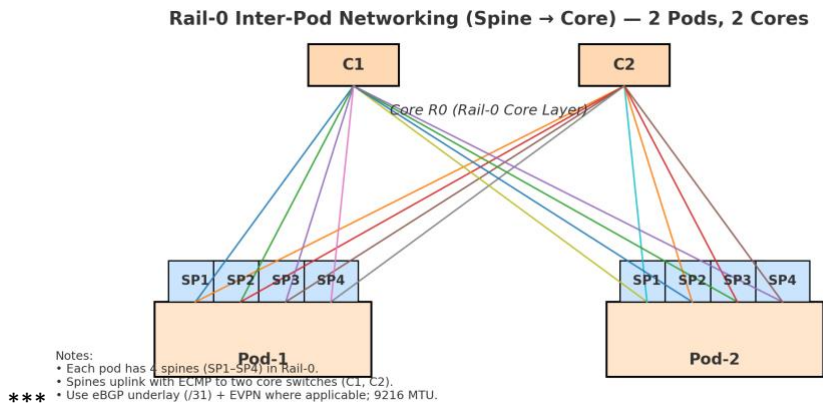 Rail-0 Inter-Pod Networking (Spine → Core) — 2 Pods, 2 Cores
C1
C2
Core R0 (Rail-0 Core Layer)
SP1 SP2 SP3 SP4
SP1 SP2 SP3 SP4
Pod-1
Pod-2
Notes:
• Each pod has 4 spines (SP1–SP4) in Rail-0.
• Spines uplink with ECMP to two core switches (C1, C2).
*** • Use eBGP underlay (/31) + EVPN where applicable; 9216 MTU.